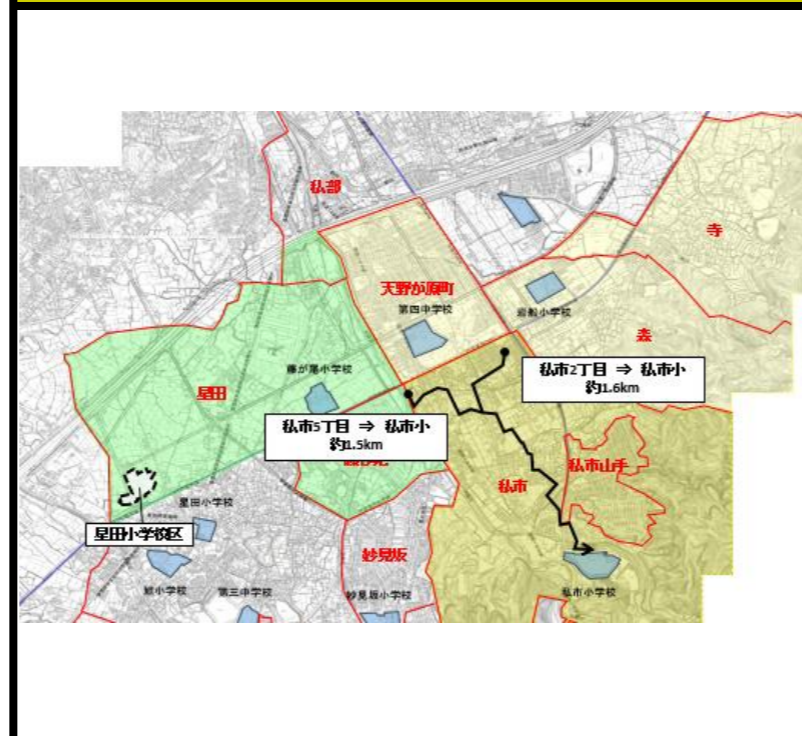 私部
寺
天野が原町
第四中学校
岩船小学校
森
藤が尾小学校
私市2丁目 ⇒ 私市小
約1.6km
星田
私市5丁目 ⇒ 私市小
約1.5km
私市山手
私市
星田小学校
星田小学校区
妙見坂
旭小学校
第三中学校
妙見坂小学校
私市小学校